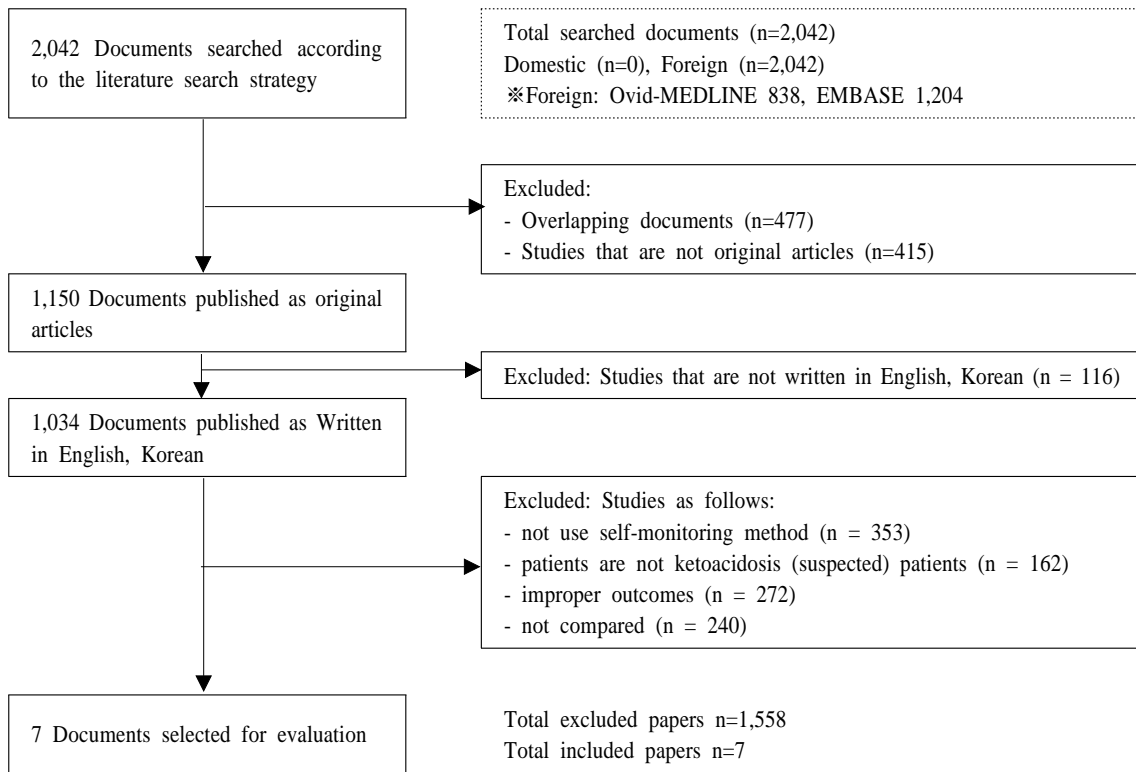 2,042 Documents searched according
to the literature search strategy
Total searched documents (n=2,042)
Domestic (n=0), Foreign (n=2,042)
※Foreign: Ovid-MEDLINE 838, EMBASE 1,204
Excluded:
- Overlapping documents (n=477)
- Studies that are not original articles (n=415)
1,150 Documents published as original
articles
Excluded: Studies that are not written in English, Korean (n = 116)
1,034 Documents published as Written
in English, Korean
Excluded: Studies as follows:
- not use self-monitoring method (n = 353)
- patients are not ketoacidosis (suspected) patients (n = 162)
- improper outcomes (n = 272)
- not compared (n = 240)
7 Documents selected for evaluation
Total excluded papers n=1,558
Total included papers n=7